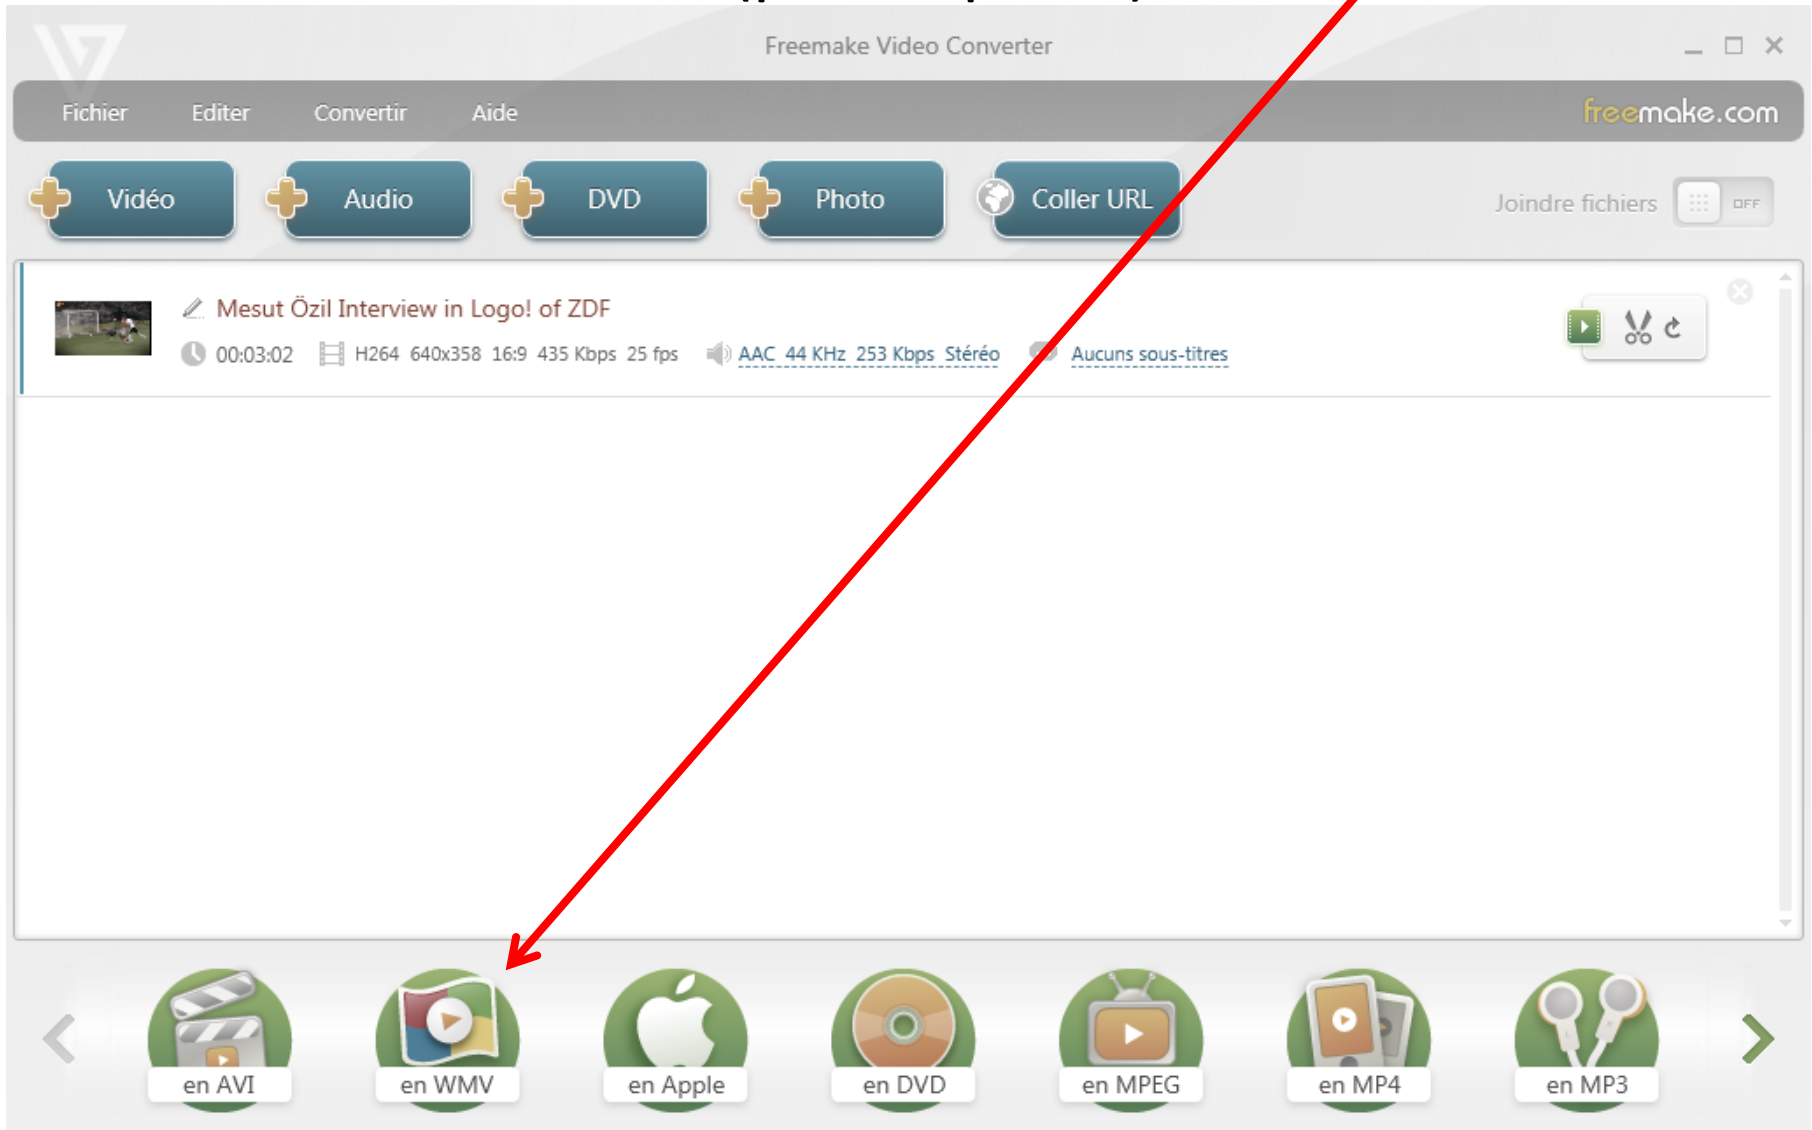 Freemake Video Converter
Fichier Editer Convertir Aide freemake.com
Vidéo Audio DVD Photo Coller URL Joindre fichiers OFF
Mesut Özil Interview in Logo! of ZDF
00:03:02 H264 640x358 16:9 435 Kbps 25 fps AAC 44 KHz 253 Kbps Stéréo Aucuns sous-titres
en AVI en WMV en Apple en DVD en MPEG en MP4 en MP3